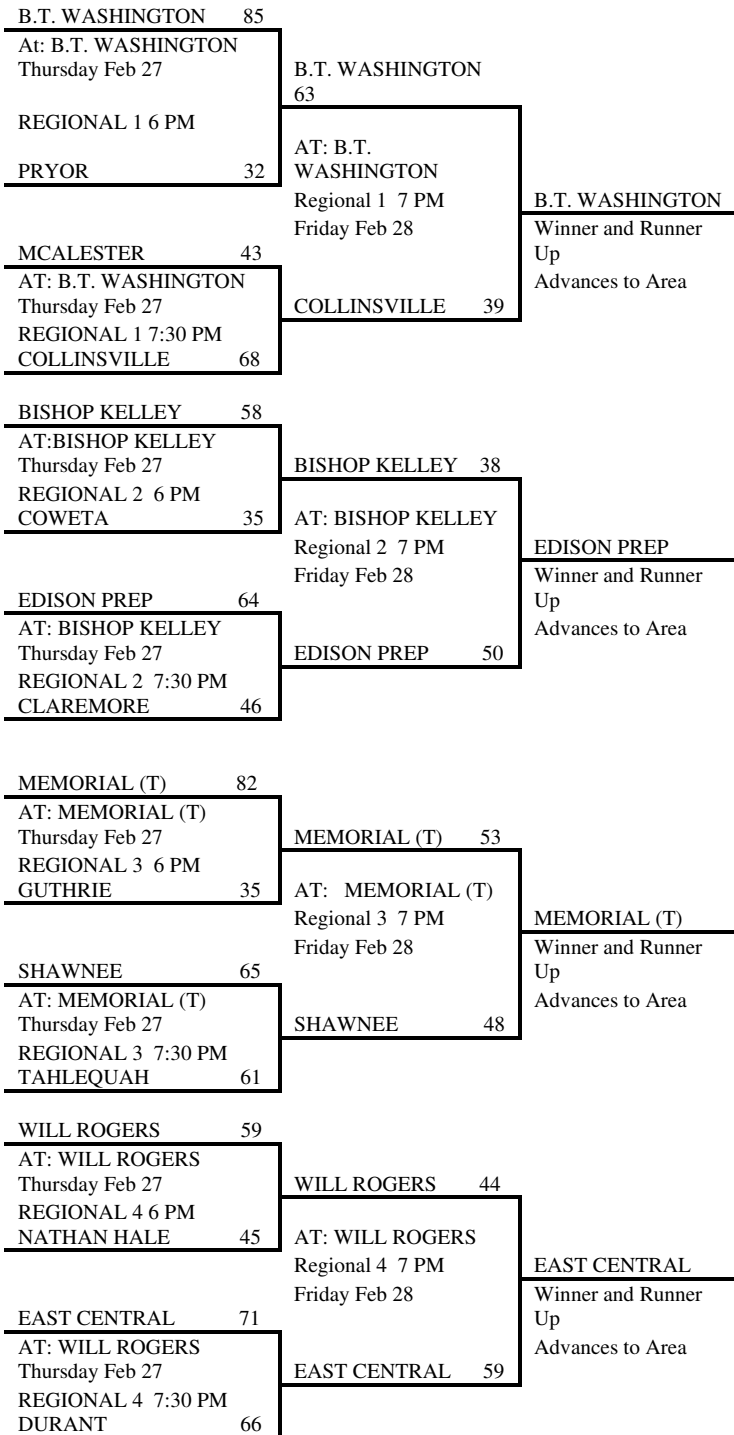 B.T. WASHINGTON 85
At: B.T. WASHINGTON
Thursday Feb 27
REGIONAL 1 6 PM
PRYOR 32
MCALESTER 43
AT: B.T. WASHINGTON
Thursday Feb 27
REGIONAL 1 7:30 PM
COLLINSVILLE 68
B.T. WASHINGTON
63
AT: B.T.
WASHINGTON
Regional 1 7 PM
Friday Feb 28
COLLINSVILLE 39
B.T. WASHINGTON
Winner and Runner
Up
Advances to Area
BISHOP KELLEY 58
AT:BISHOP KELLEY
Thursday Feb 27
REGIONAL 2 6 PM
COWETA 35
EDISON PREP 64
AT: BISHOP KELLEY
Thursday Feb 27
REGIONAL 2 7:30 PM
CLAREMORE 46
BISHOP KELLEY 38
AT: BISHOP KELLEY
Regional 2 7 PM
Friday Feb 28
EDISON PREP 50
EDISON PREP
Winner and Runner
Up
Advances to Area
MEMORIAL (T) 82
AT: MEMORIAL (T)
Thursday Feb 27
REGIONAL 3 6 PM
GUTHRIE 35
SHAWNEE 65
AT: MEMORIAL (T)
Thursday Feb 27
REGIONAL 3 7:30 PM
TAHLEQUAH 61
MEMORIAL (T) 53
AT: MEMORIAL (T)
Regional 3 7 PM
Friday Feb 28
SHAWNEE 48
MEMORIAL (T)
Winner and Runner
Up
Advances to Area
WILL ROGERS 59
AT: WILL ROGERS
Thursday Feb 27
REGIONAL 4 6 PM
NATHAN HALE 45
EAST CENTRAL 71
AT: WILL ROGERS
Thursday Feb 27
REGIONAL 4 7:30 PM
DURANT 66
WILL ROGERS 44
AT: WILL ROGERS
Regional 4 7 PM
Friday Feb 28
EAST CENTRAL 59
EAST CENTRAL
Winner and Runner
Up
Advances to Area